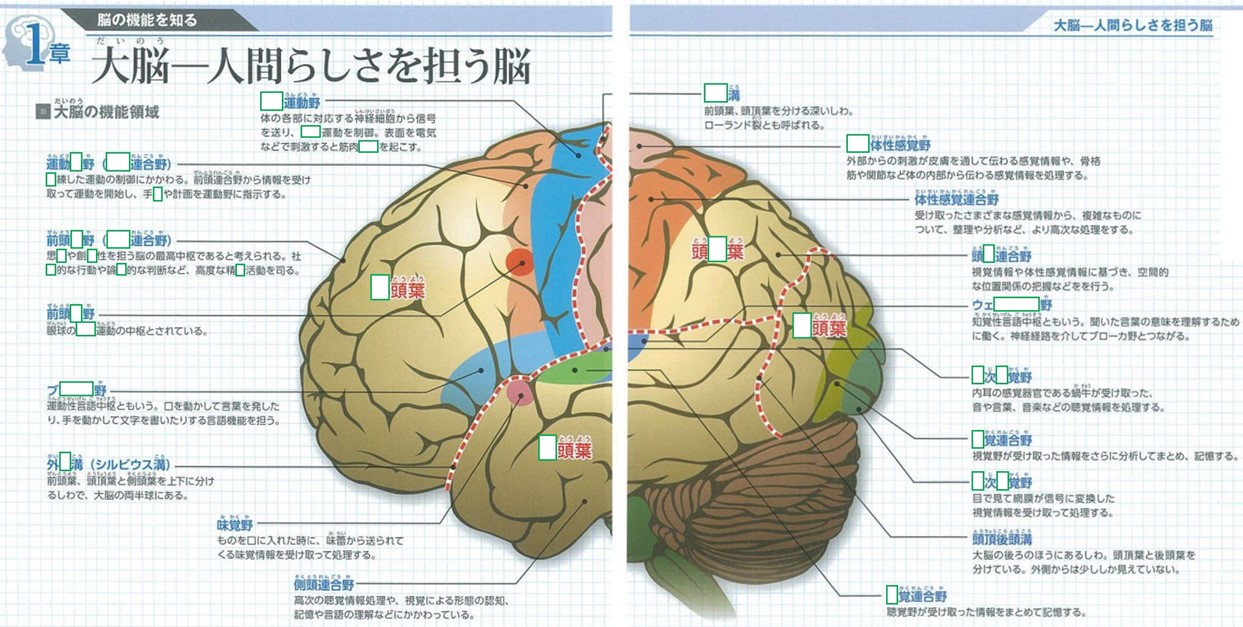 脳の機能を知る
大脳―人間らしさを担う脳
1章
だいのう
大脳―人間らしさを担う脳
だいのう
大脳の機能領域
□運動野
体の各部に対応する神経細胞から信号
を送り、□運動を制御。表面を電気
などで刺激すると筋肉□を起こす。
運動□野（□連合野）
□練した運動の制御にかかわる。前頭連合野から情報を受け
取って運動を開始し、手□や計画を運動野に指示する。
前頭□野（□連合野）
思□や創□性を担う脳の最高中枢であると考えられる。社
□的な行動や論□的な判断など、高度な精□活動を司る。
前頭□野
眼球の□運動の中枢とされている。
ブ□野
運動性言語中枢ともいう。口を動かして言葉を発した
り、手を動かして文字を書いたりする言語機能を担う。
外□溝（シルビウス溝）
前頭葉、頭頂葉と側頭葉を上下に分け
るしわで、大脳の両半球にある。
味覚野
ものを口に入れた時に、味蕾から送られて
くる味覚情報を受け取って処理する。
側頭連合野
高次の聴覚情報処理や、視覚による形態の認知、
記憶や言語の理解などにかかわっている。
□頭葉
□頭葉
頭□葉
□頭葉
□溝
前頭葉、頭頂葉を分ける深いしわ。
ローランド裂とも呼ばれる。
□体性感覚野
外部からの刺激が皮膚を通して伝わる感覚情報や、骨格
筋や関節など体の内部から伝わる感覚情報を処理する。
体性感覚連合野
受け取ったさまざまな感覚情報から、複雑なものに
ついて、整理や分析など、より高次な処理をする。
頭□連合野
視覚情報や体性感覚情報に基づき、空間的
な位置関係の把握などをを行う。
ウェ□野
知覚性言語中枢ともいう。聞いた言葉の意味を理解するため
に働く。神経経路を介してブローカ野とつながる。
□次□覚野
内耳の感覚器官である蝸牛が受け取った、
音や言葉、音楽などの聴覚情報を処理する。
□覚連合野
視覚野が受け取った情報をさらに分析してまとめ、記憶する。
□次□覚野
目で見て網膜が信号に変換した
視覚情報を受け取って処理する。
頭頂後頭溝
大脳の後ろのほうにあるしわ。頭頂葉と後頭葉を
分けている。外側からは少ししか見えていない。
□覚連合野
聴覚野が受け取った情報をまとめて記憶する。